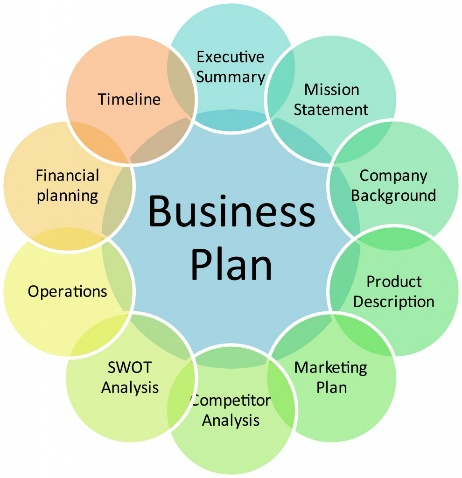 Executive
Summary
Mission
Statement
Company
Background
Product
Description
Marketing
Plan
Competitor
Analysis
SWOT
Analysis
Operations
Financial
planning
Timeline
Business
Plan